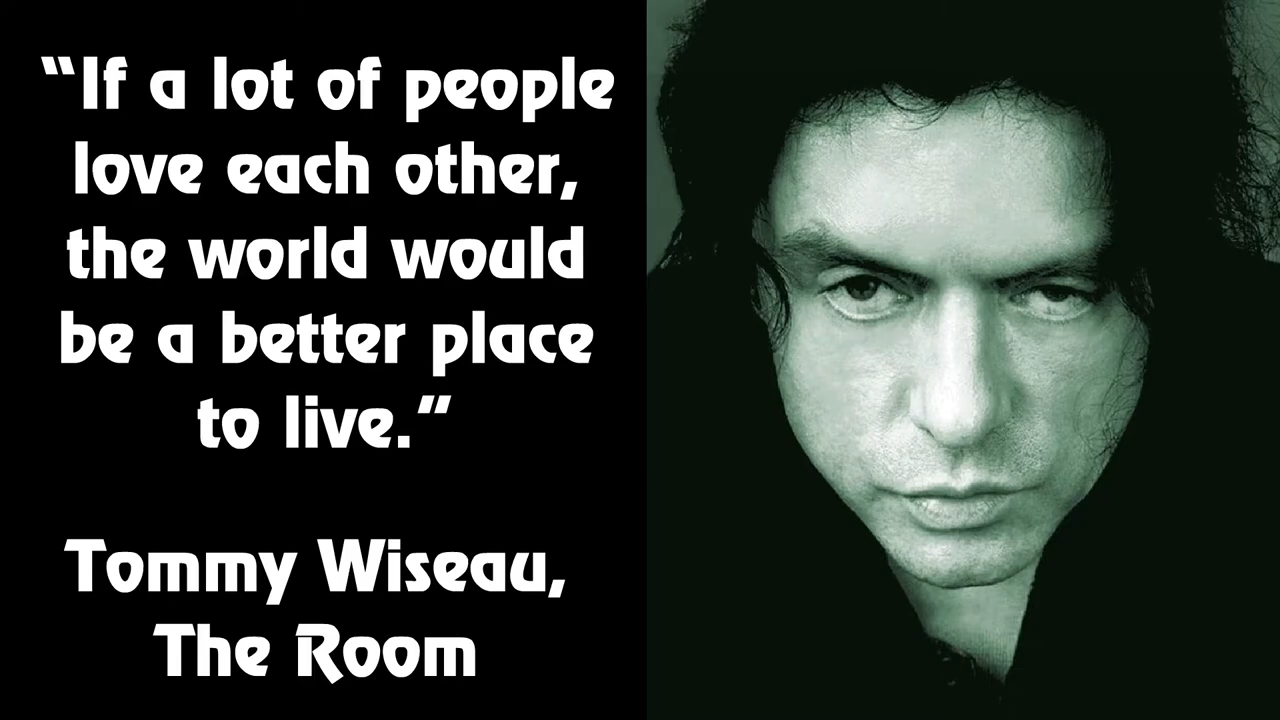 “If a lot of people
love each other,
the world would
be a better place
to live.”
Tommy Wiseau,
The Room